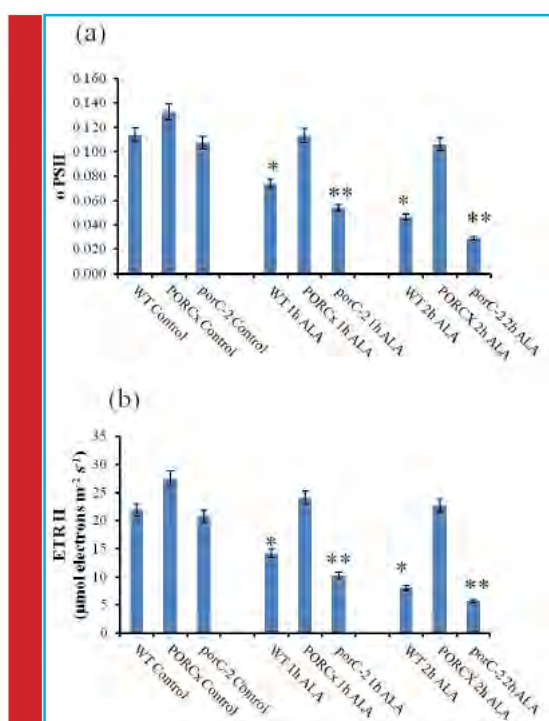 (a)
0.160
0.140
0.120
0.100
0.080
0.060
0.040
0.020
0.000
σ PSII
*
**
*
**
WT Control
PORCx Control
porC-2 Control
WT 1h ALA
PORCx 1h ALA
porC-2 1h ALA
WT 2h ALA
PORCX 2h ALA
porC-2 2h ALA
(b)
35
30
25
20
15
10
5
0
ETR II
(µmol electrons m⁻² s⁻¹)
*
**
*
**
WT Control
PORCx Control
porC-2 Control
WT 1h ALA
PORCx 1h ALA
porC-2 1h ALA
WT 2h ALA
PORCX 2h ALA
porC-2 2h ALA